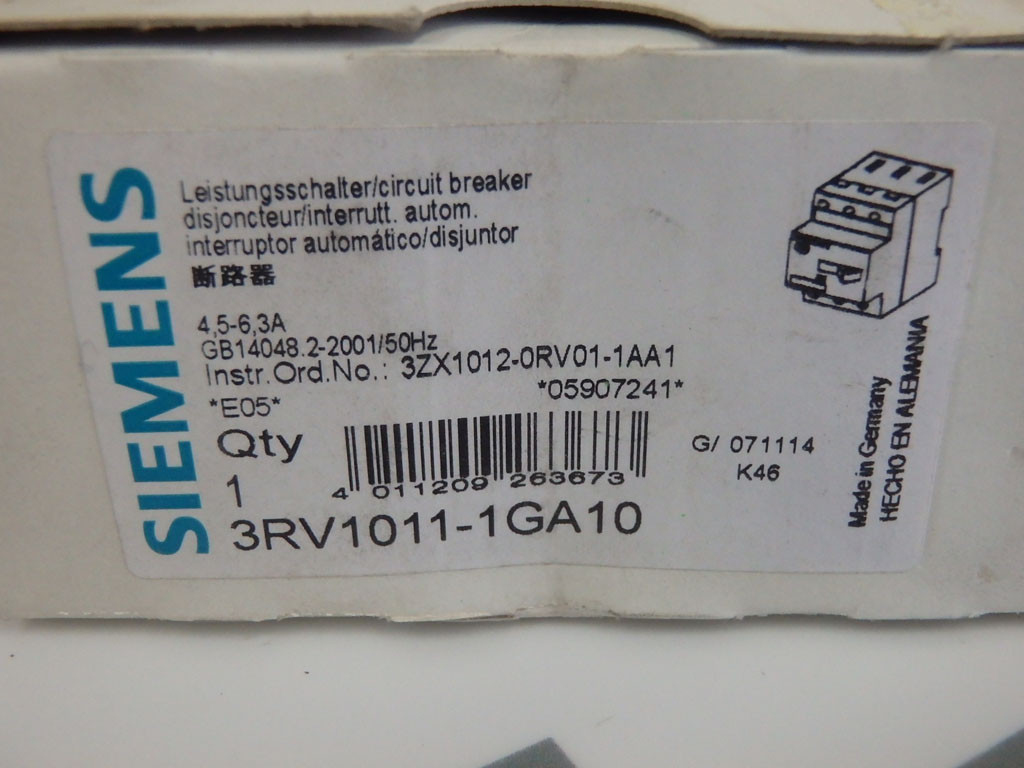 SIEMENS
Leistungsschalter/circuit breaker
disjoncteur/interrutt. autom.
interruptor automático/disjuntor
断路器
4,5-6,3A
GB14048.2-2001/50Hz
Instr.Ord.No.: 3ZX1012-0RV01-1AA1
*05907241*
*E05*
Qty
1
4 011209 263673
3RV1011-1GA10
G/ 071114
K46
Made in Germany
HECHO EN ALEMANIA